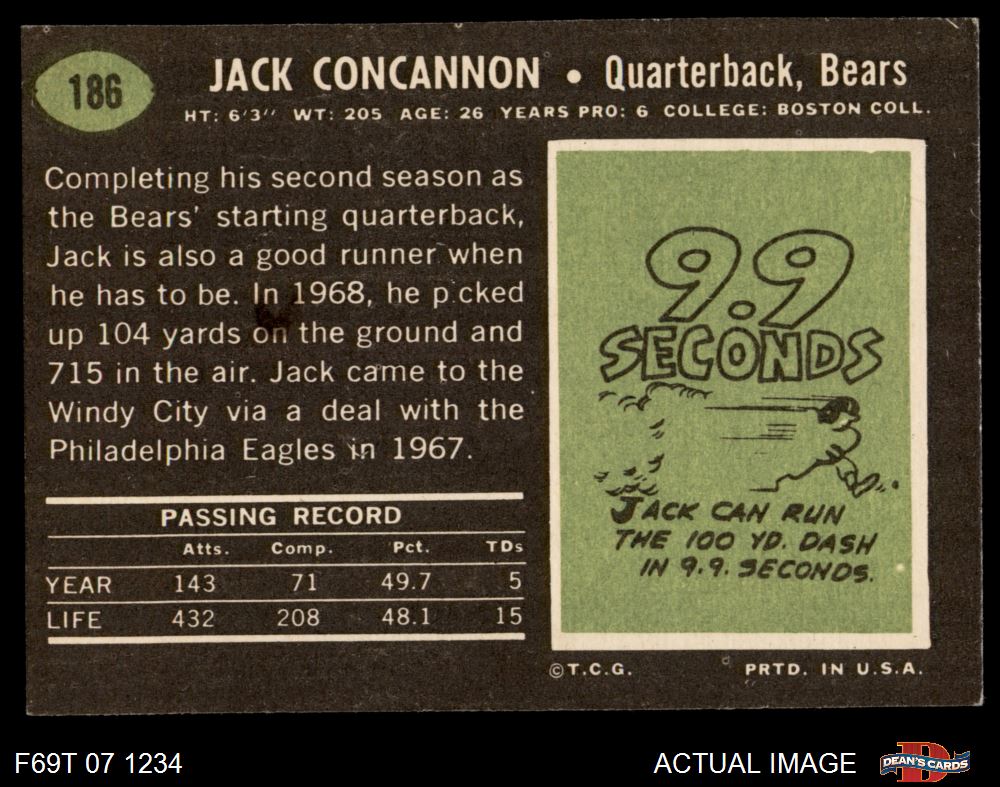 186
JACK CONCANNON • Quarterback, Bears
HT: 6'3" WT: 205 AGE: 26 YEARS PRO: 6 COLLEGE: BOSTON COLL.
Completing his second season as
the Bears' starting quarterback,
Jack is also a good runner when
he has to be. In 1968, he p.cked
up 104 yards on the ground and
715 in the air. Jack came to the
Windy City via a deal with the
Philadelphia Eagles in 1967.
PASSING RECORD
Atts. Comp. Pct. TDs
YEAR 143 71 49.7 5
LIFE 432 208 48.1 15
9.9
SECONDS
JACK CAN RUN
THE 100 YD. DASH
IN 9.9. SECONDS.
©T.C.G. PRTD. IN U.S.A.
F69T 07 1234 ACTUAL IMAGE
D
DEAN'S CARDS